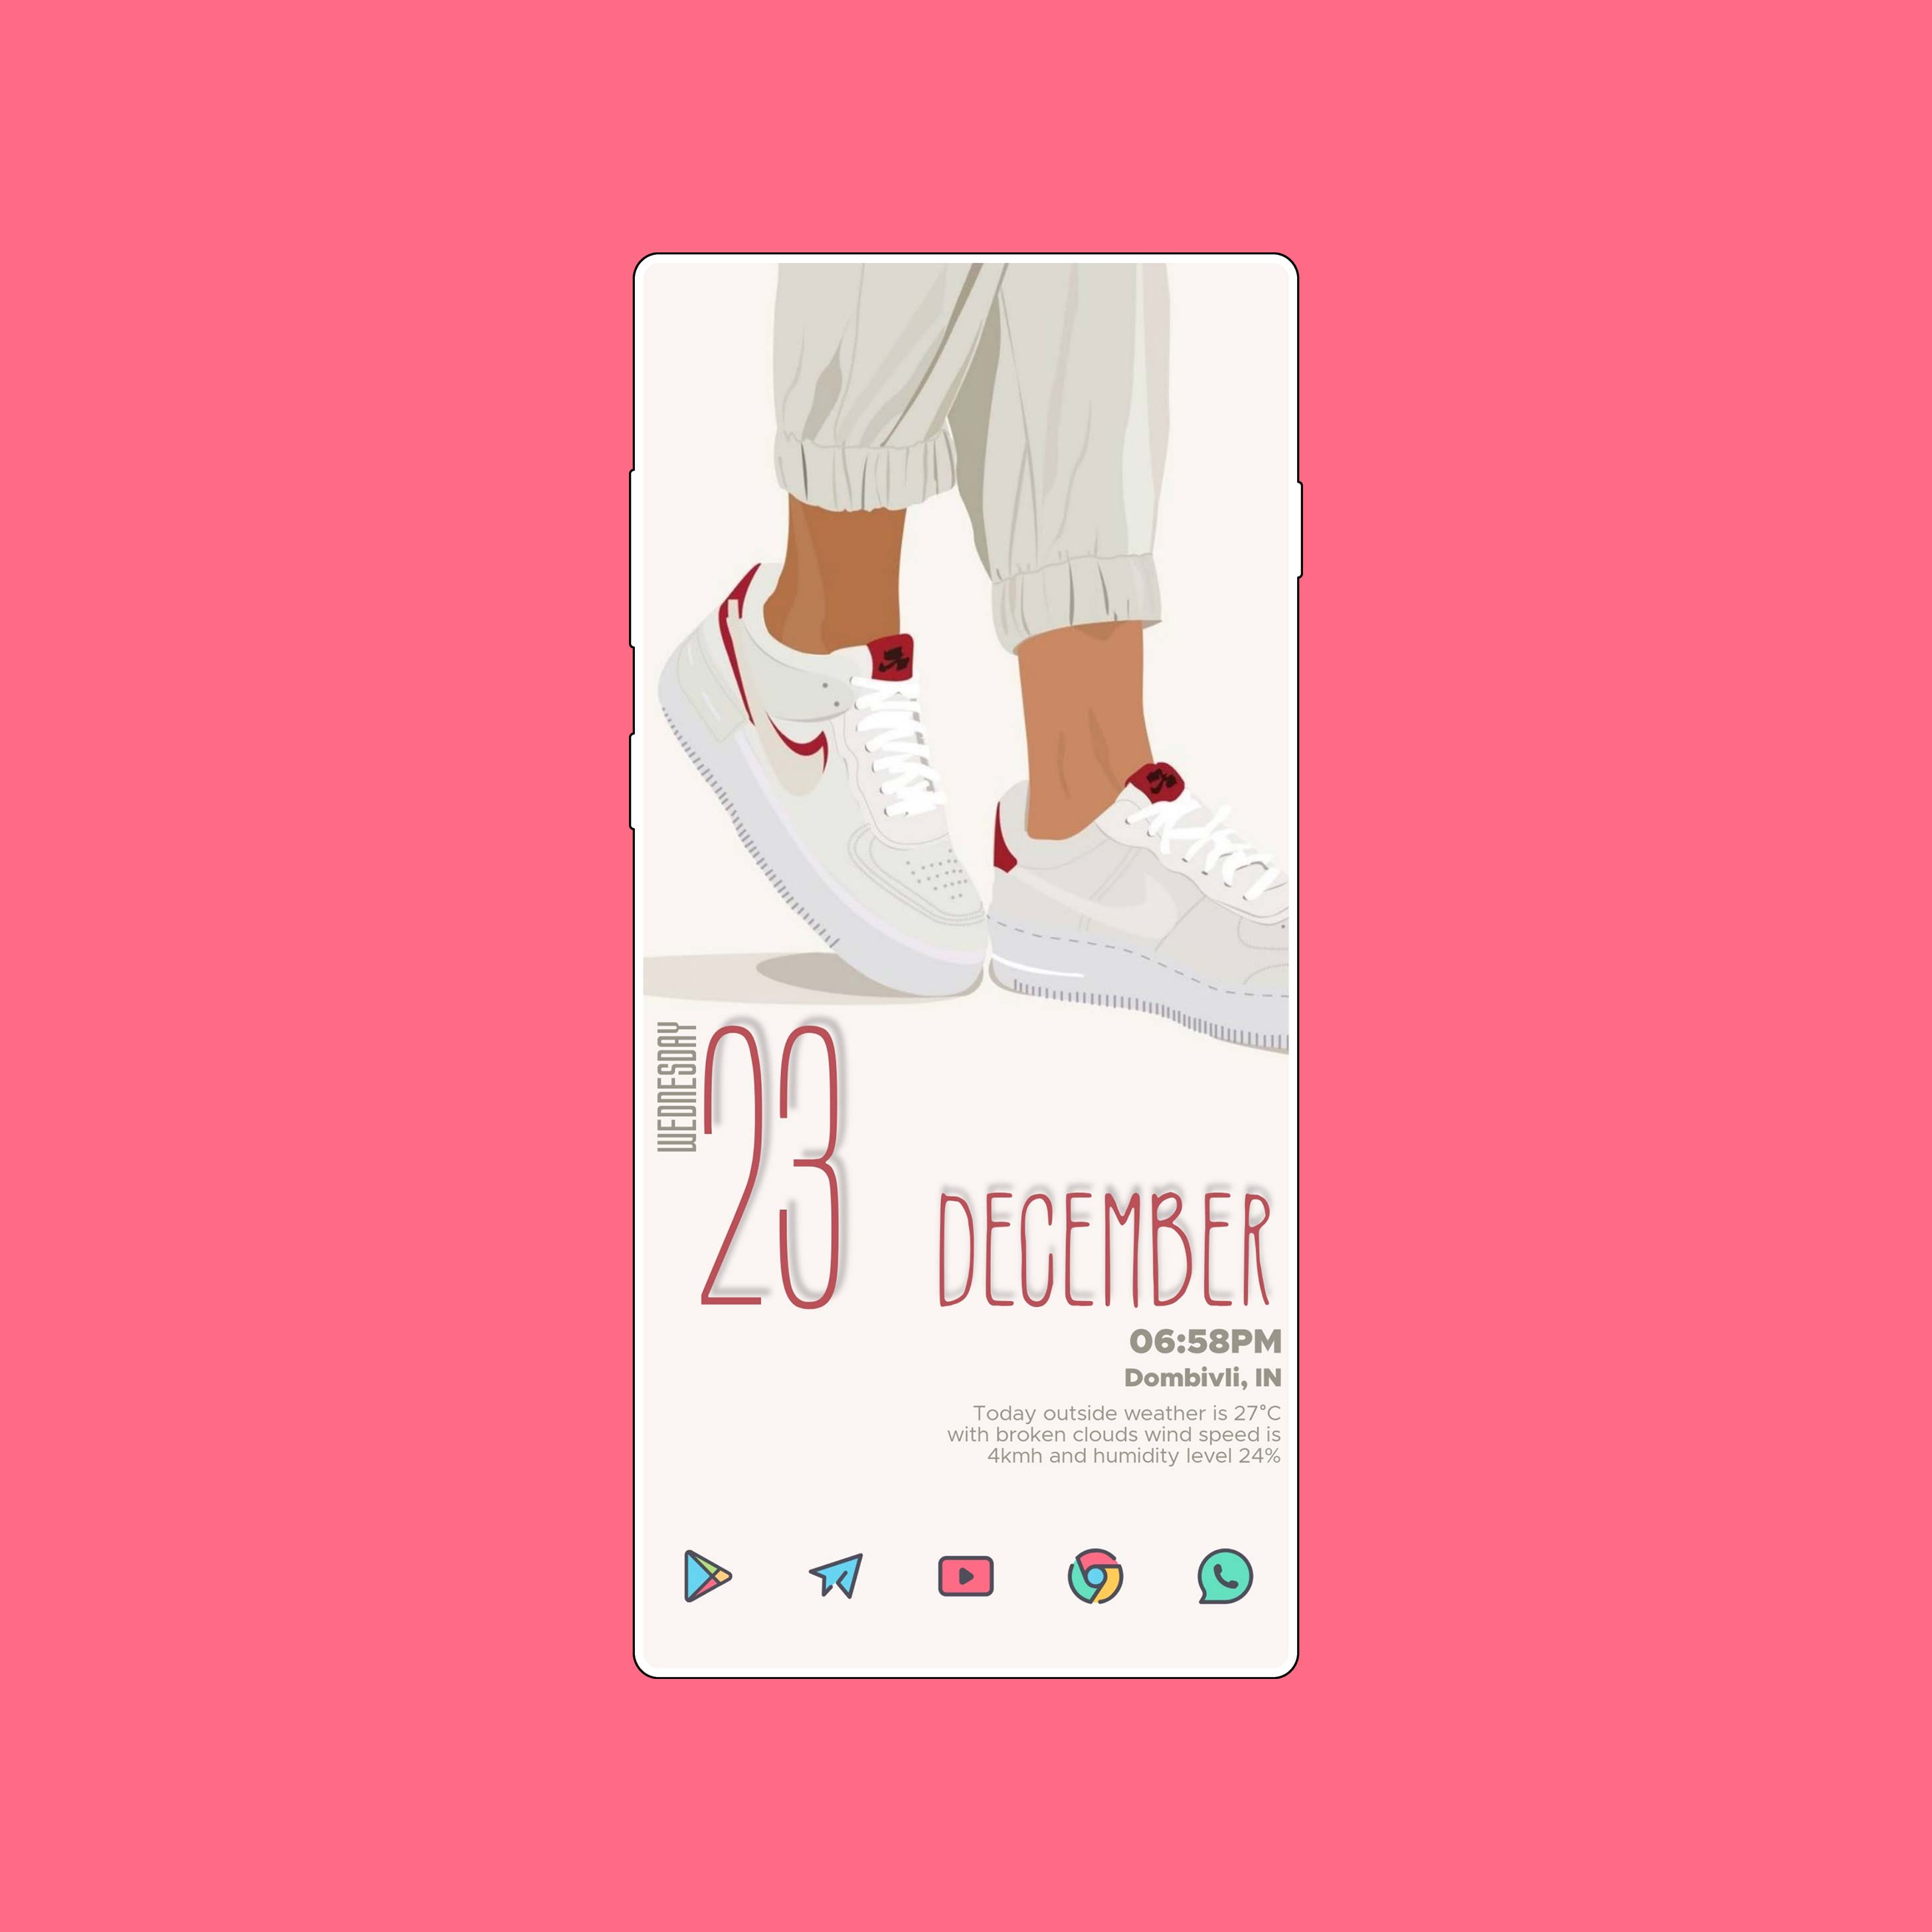 WEDNESDAY
23
DECEMBER
06:58PM
Dombivli, IN
Today outside weather is 27°C
with broken clouds wind speed is
4kmh and humidity level 24%